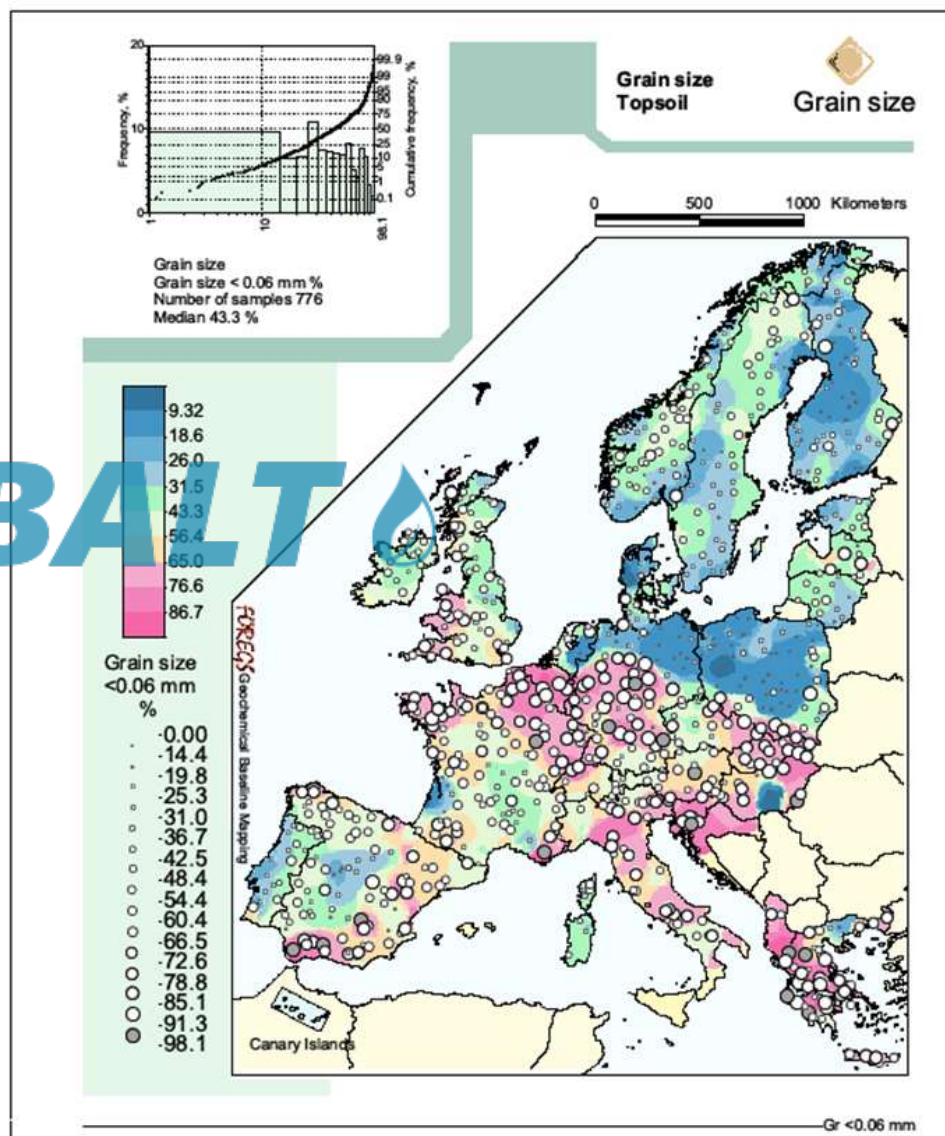 20
10
0
Frequency, %
1
10
98.1
99.9
99
75
50
25
10
1
0.1
Cumulative frequency, %
Grain size
Topsoil
Grain size
0 500 1000 Kilometers
Grain size
Grain size < 0.06 mm %
Number of samples 776
Median 43.3 %
9.32
18.6
26.0
31.5
43.3
56.4
65.0
76.6
86.7
BALT
Grain size
<0.06 mm
%
-0.00
-14.4
-19.8
-25.3
-31.0
-36.7
-42.5
-48.4
-54.4
-60.4
-66.5
-72.6
-78.8
-85.1
-91.3
-98.1
FOREGS Geochemical Baseline Mapping
Canary Islands
Gr <0.06 mm